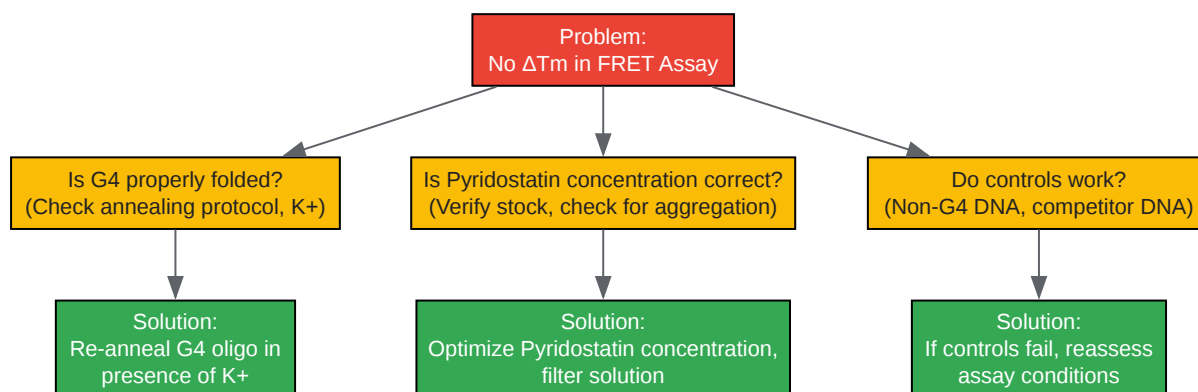 Problem:
No ΔTm in FRET Assay
Is G4 properly folded?
(Check annealing protocol, K+)
Is Pyridostatin concentration correct?
(Verify stock, check for aggregation)
Do controls work?
(Non-G4 DNA, competitor DNA)
Solution:
Re-anneal G4 oligo in
presence of K+
Solution:
Optimize Pyridostatin concentration,
filter solution
Solution:
If controls fail, reassess
assay conditions